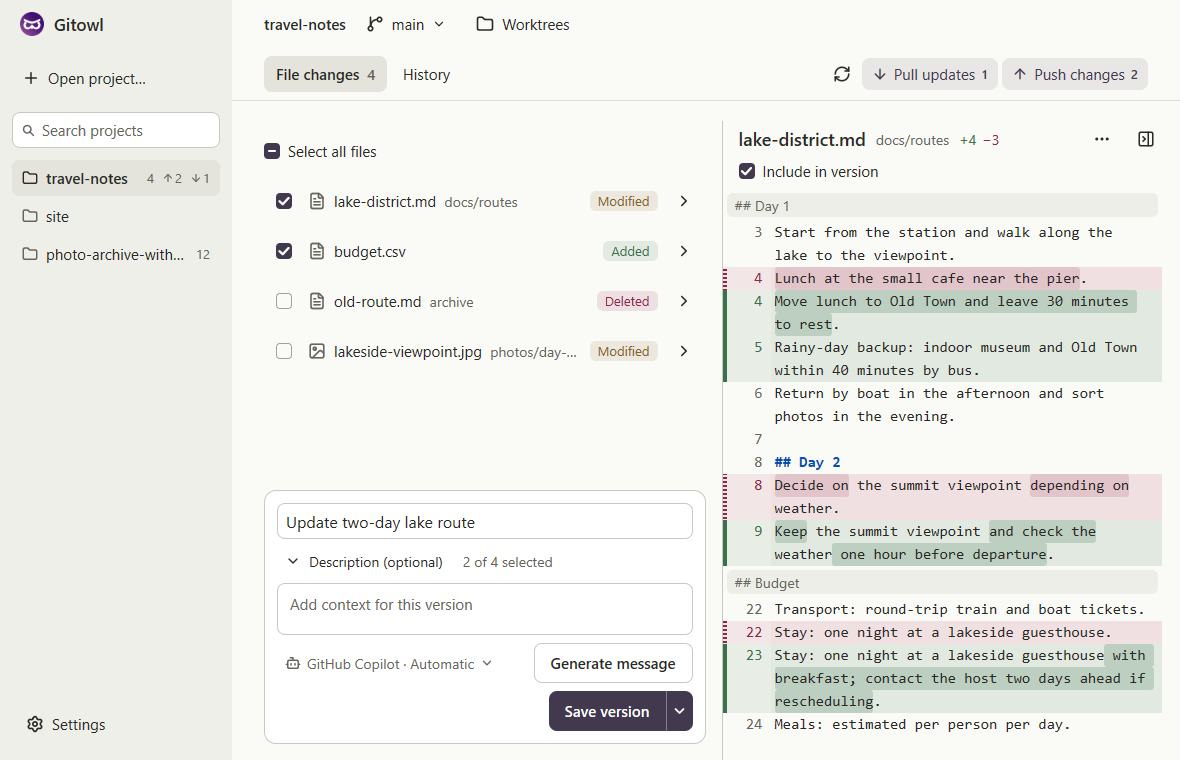 Gitowl
Open project...
Search projects
travel-notes 4 ↑2 ↓1
site
photo-archive-with... 12
Settings
travel-notes main Worktrees
File changes 4 History
Pull updates 1 Push changes 2
Select all files
lake-district.md docs/routes Modified
budget.csv Added
old-route.md archive Deleted
lakeside-viewpoint.jpg photos/day-... Modified
Update two-day lake route
Description (optional) 2 of 4 selected
Add context for this version
GitHub Copilot · Automatic
Generate message
Save version
lake-district.md docs/routes +4 −3
Include in version
## Day 1
3 Start from the station and walk along the
lake to the viewpoint.
4 Lunch at the small cafe near the pier.
4 Move lunch to Old Town and leave 30 minutes
to rest.
5 Rainy-day backup: indoor museum and Old Town
within 40 minutes by bus.
6 Return by boat in the afternoon and sort
photos in the evening.
7
8 ## Day 2
8 Decide on the summit viewpoint depending on
weather.
9 Keep the summit viewpoint and check the
weather one hour before departure.
## Budget
22 Transport: round-trip train and boat tickets.
22 Stay: one night at a lakeside guesthouse.
23 Stay: one night at a lakeside guesthouse with
breakfast; contact the host two days ahead if
rescheduling.
24 Meals: estimated per person per day.